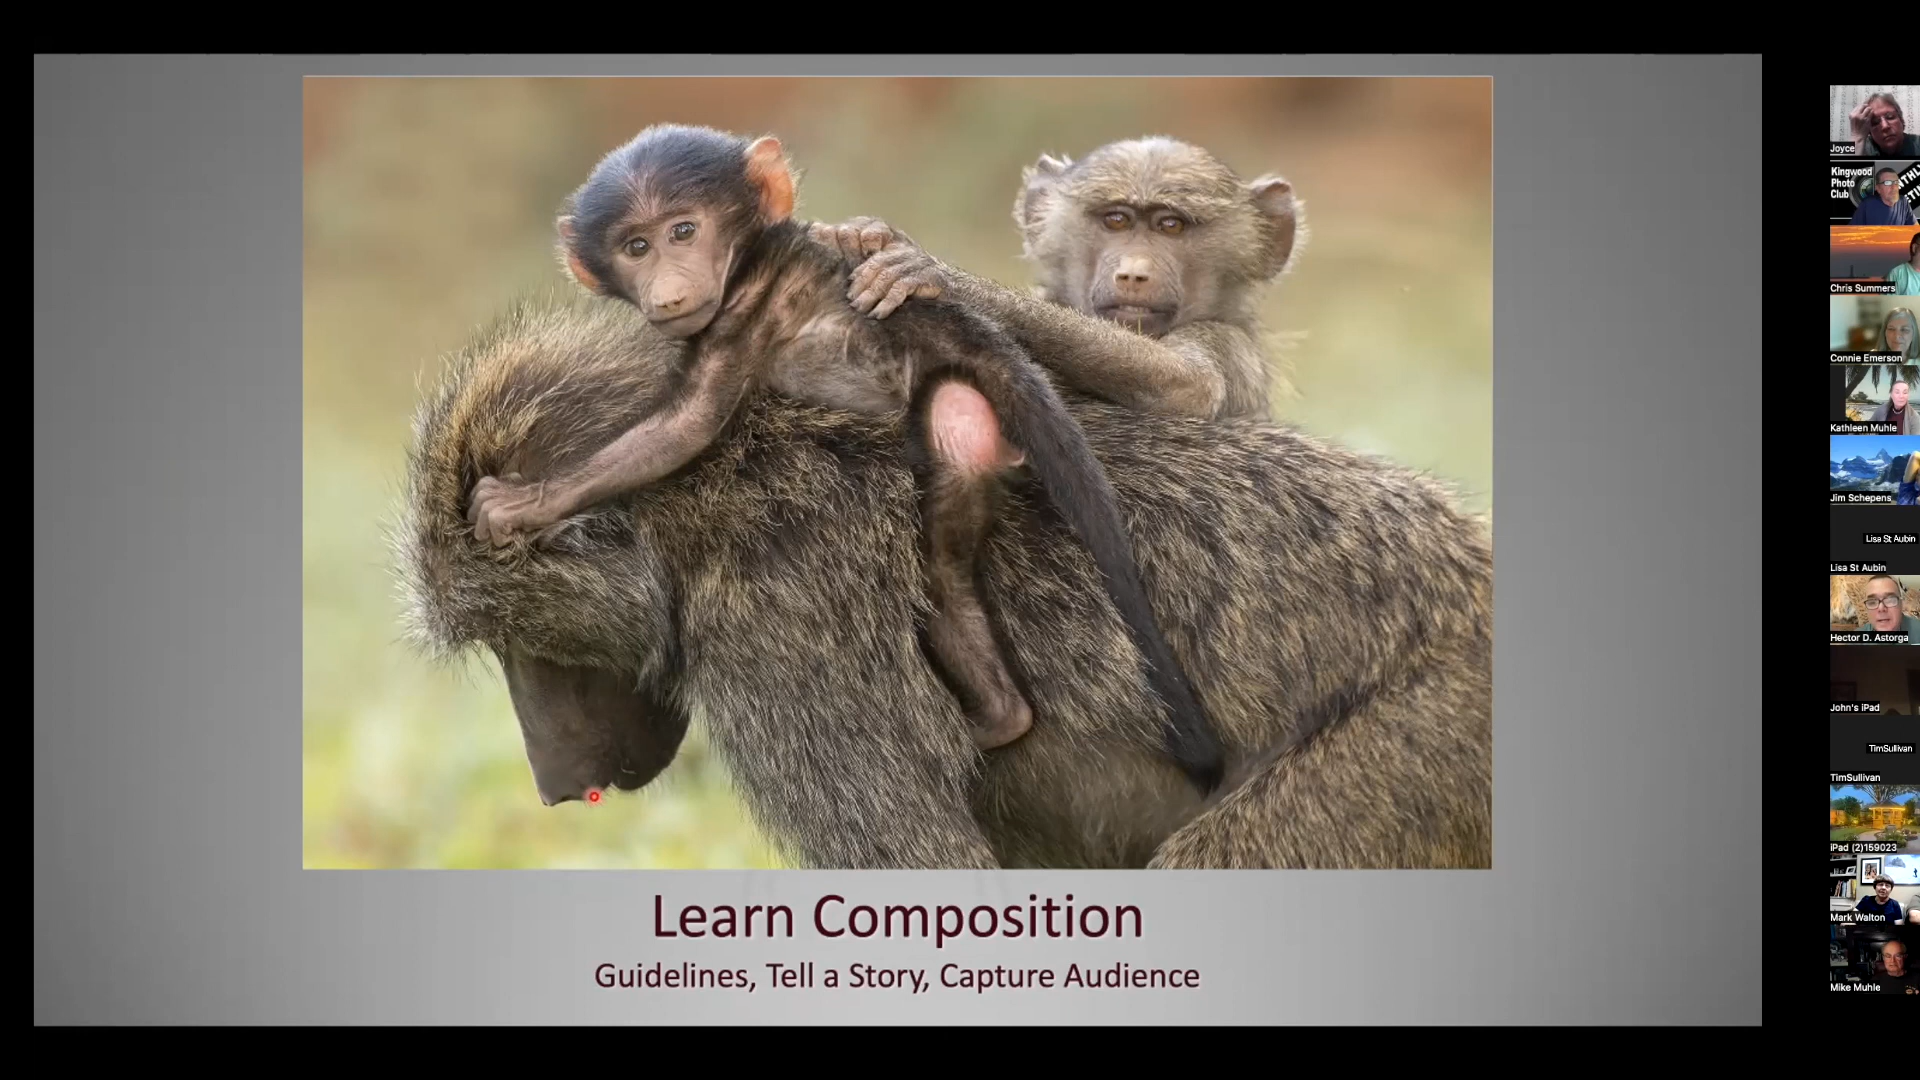 Learn Composition
Guidelines, Tell a Story, Capture Audience
Joyce
Kingwood
Photo
Club
Chris Summers
Connie Emerson
Kathleen Muhle
Jim Schepens
Lisa St Aubin
Lisa St Aubin
Hector D. Astorga
John's iPad
TimSullivan
TimSullivan
iPad (2)159023
Mark Walton
Mike Muhle